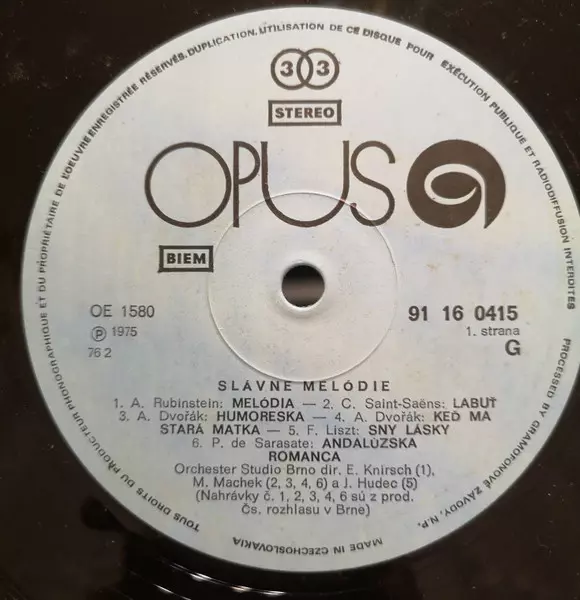 TOUS DROITS DU PRODUCTEUR PHONOGRAPHIQUE ET DU PROPRIÉTAIRE DE L'OEUVRE ENREGISTRÉE RÉSERVÉS. DUPLICATION, UTILISATION DE CE DISQUE POUR EXÉCUTION PUBLIQUE ET RADIODIFFUSION INTERDITES
33
STEREO
OPUS
BIEM
OE 1580
℗ 1975
76 2
91 16 0415
1. strana
G
SLÁVNE MELÓDIE
1. A. Rubinstein: MELÓDIA — 2. C. Saint-Saëns: LABUŤ
3. A. Dvořák: HUMORESKA — 4. A. Dvořák: KEĎ MA
STARÁ MATKA — 5. F. Liszt: SNY LÁSKY
6. P. de Sarasate: ANDALÚZSKA
ROMANCA
Orchester Studio Brno dir. E. Knirsch (1),
M. Machek (2, 3, 4, 6) a J. Hudec (5)
(Nahrávky č. 1, 2, 3, 4, 6 sú z prod.
Čs. rozhlasu v Brne)
PROCESSED BY GRAMOFONOVÉ ZÁVODY, N.P.
MADE IN CZECHOSLOVAKIA